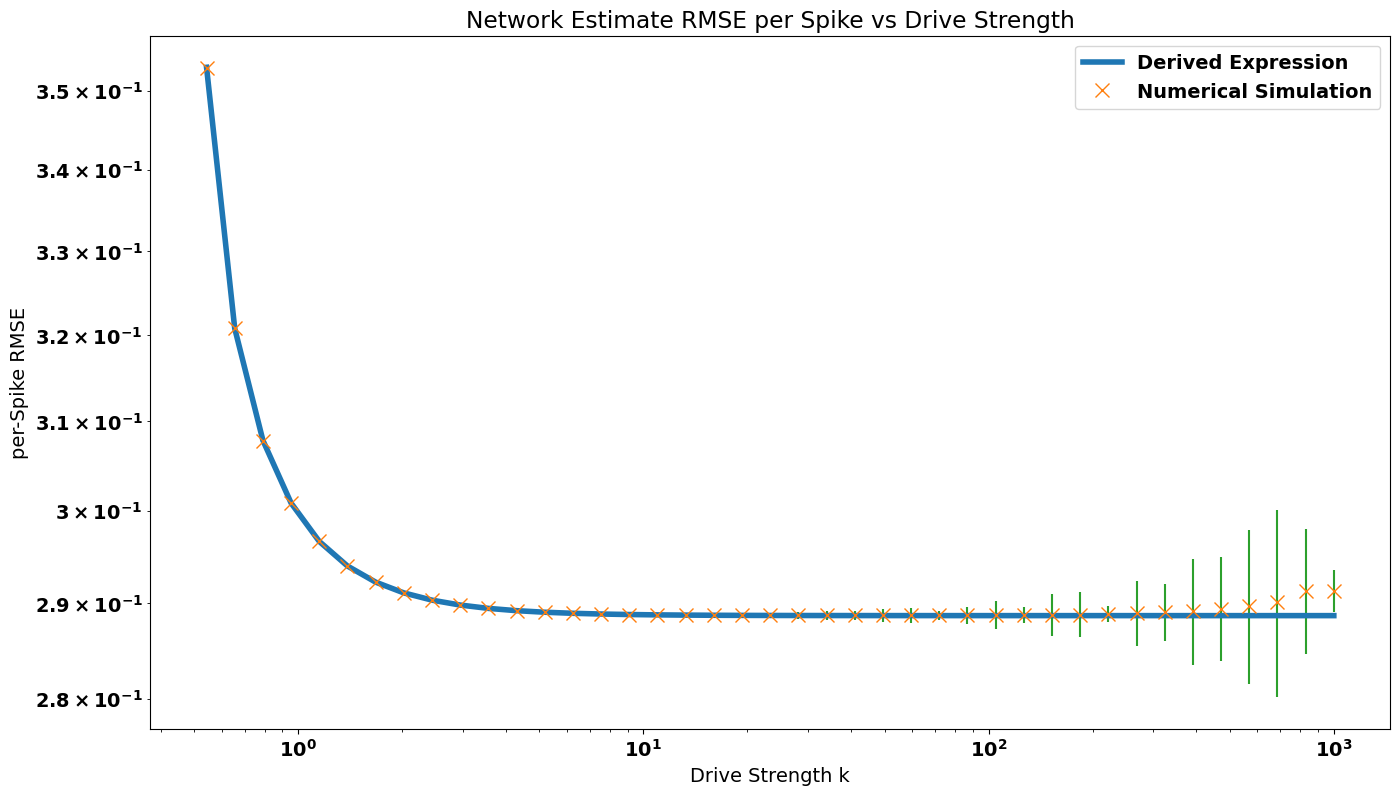 Network Estimate RMSE per Spike vs Drive Strength
Derived Expression
Numerical Simulation
per-Spike RMSE
3.5 × 10⁻¹
3.4 × 10⁻¹
3.3 × 10⁻¹
3.2 × 10⁻¹
3.1 × 10⁻¹
3 × 10⁻¹
2.9 × 10⁻¹
2.8 × 10⁻¹
10⁰ 10¹ 10² 10³
Drive Strength k